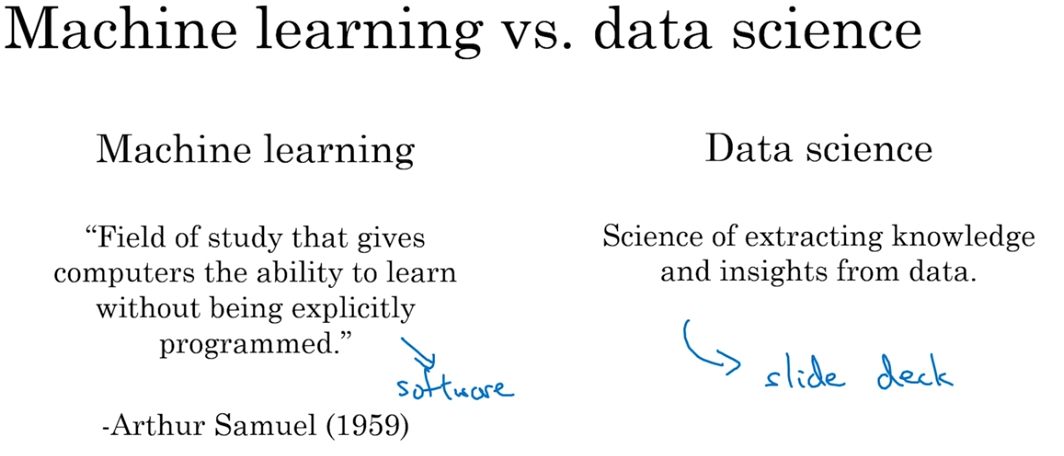 Machine learning vs. data science
Machine learning
“Field of study that gives
computers the ability to learn
without being explicitly
programmed.”
software
-Arthur Samuel (1959)
Data science
Science of extracting knowledge
and insights from data.
slide deck